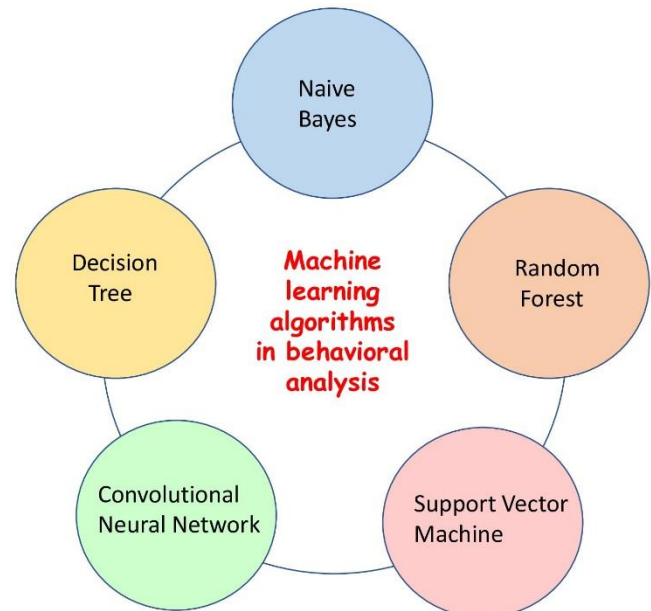 Naive
Bayes
Decision
Tree
Machine
learning
algorithms
in behavioral
analysis
Random
Forest
Convolutional
Neural Network
Support Vector
Machine